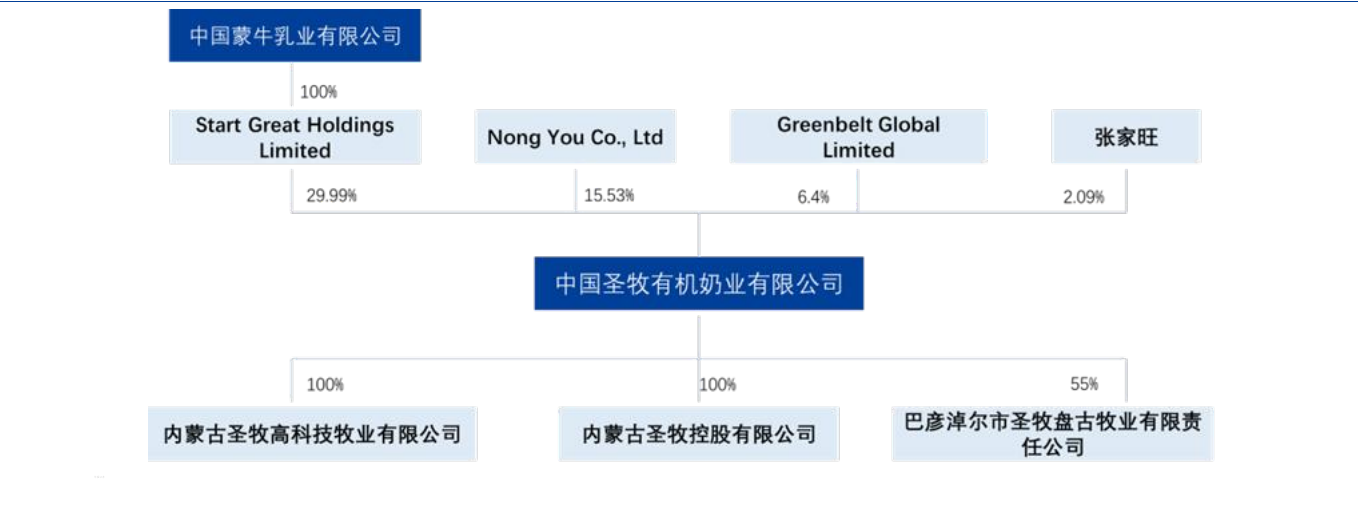 中国蒙牛乳业有限公司
100%
Start Great Holdings
Limited
Nong You Co., Ltd
Greenbelt Global
Limited
张家旺
29.99%
15.53%
6.4%
2.09%
中国圣牧有机奶业有限公司
100%
100%
55%
内蒙古圣牧高科技牧业有限公司
内蒙古圣牧控股有限公司
巴彦淖尔市圣牧盘古牧业有限责
任公司